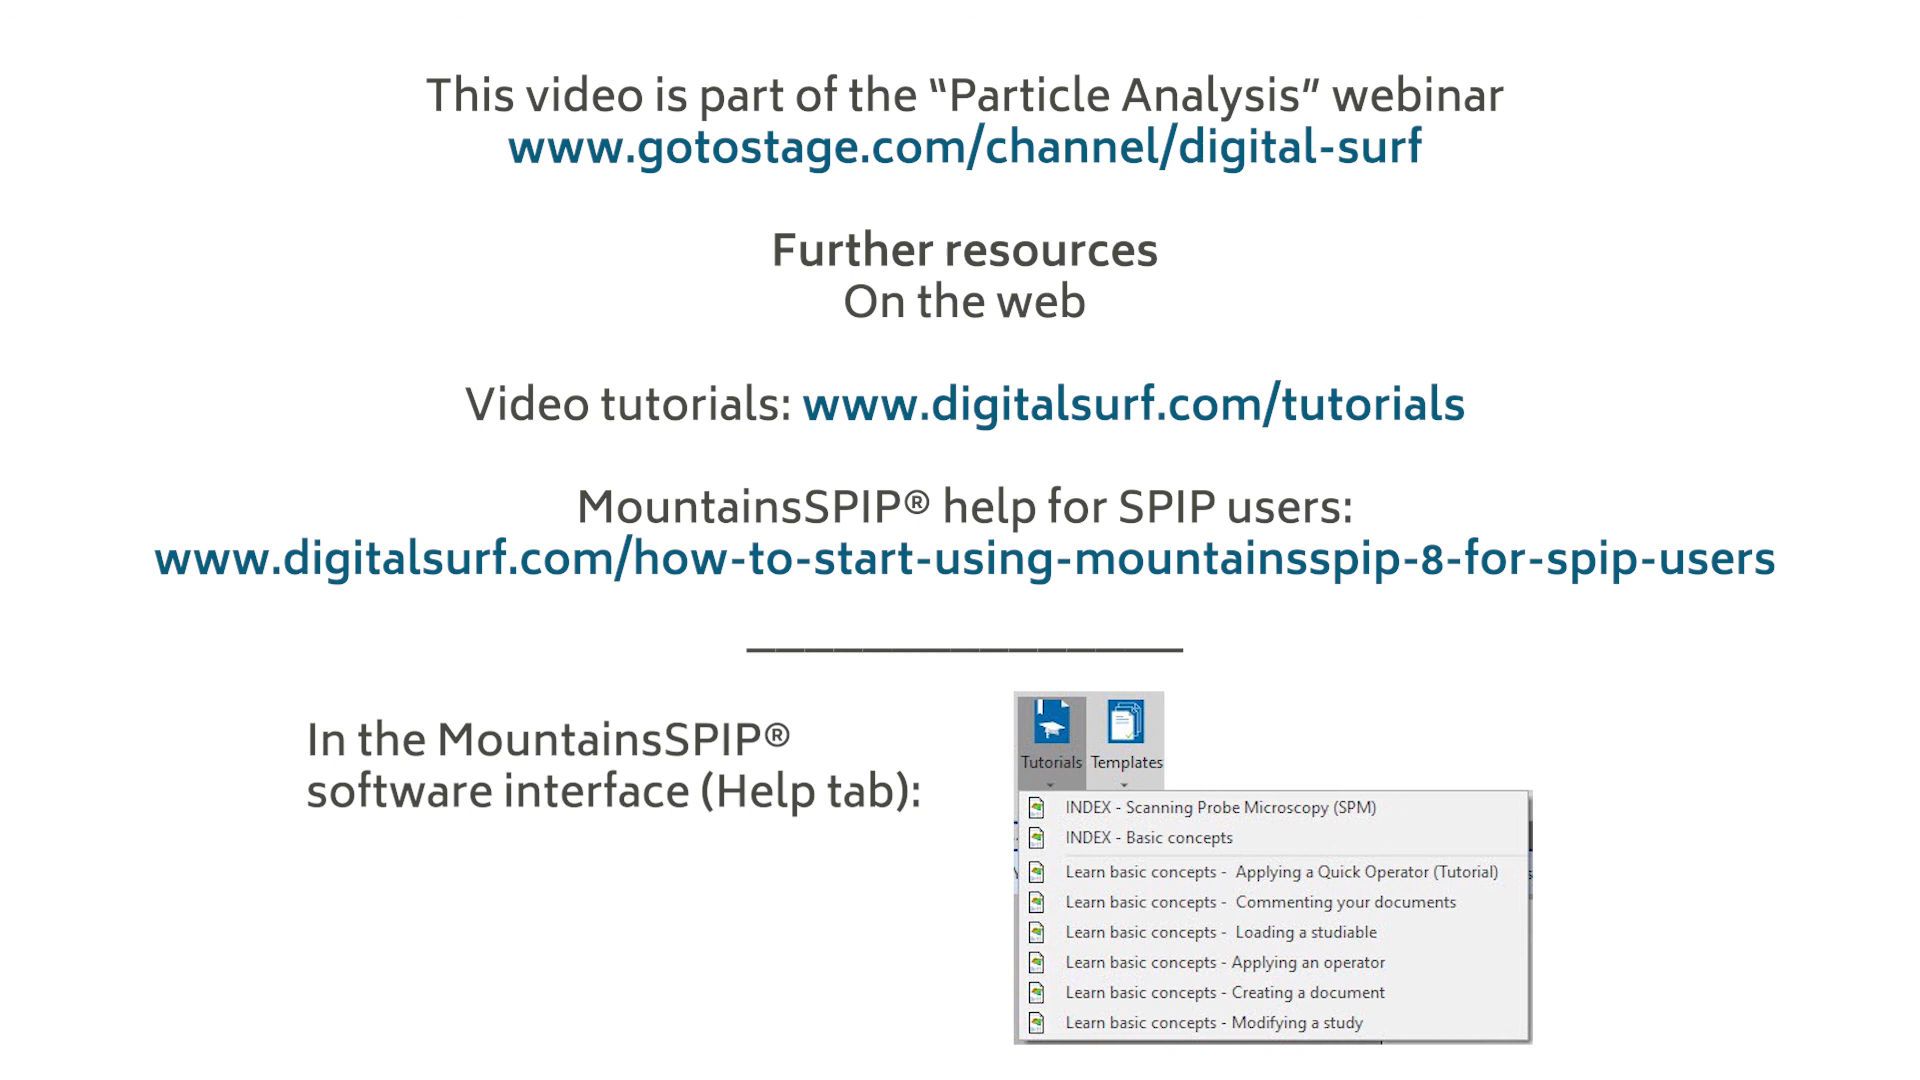 This video is part of the “Particle Analysis” webinar
www.gotostage.com/channel/digital-surf
Further resources
On the web
Video tutorials: www.digitalsurf.com/tutorials
MountainsSPIP® help for SPIP users:
www.digitalsurf.com/how-to-start-using-mountainsspip-8-for-spip-users
In the MountainsSPIP®
software interface (Help tab):
Tutorials Templates
INDEX - Scanning Probe Microscopy (SPM)
INDEX - Basic concepts
Learn basic concepts - Applying a Quick Operator (Tutorial)
Learn basic concepts - Commenting your documents
Learn basic concepts - Loading a studiable
Learn basic concepts - Applying an operator
Learn basic concepts - Creating a document
Learn basic concepts - Modifying a study